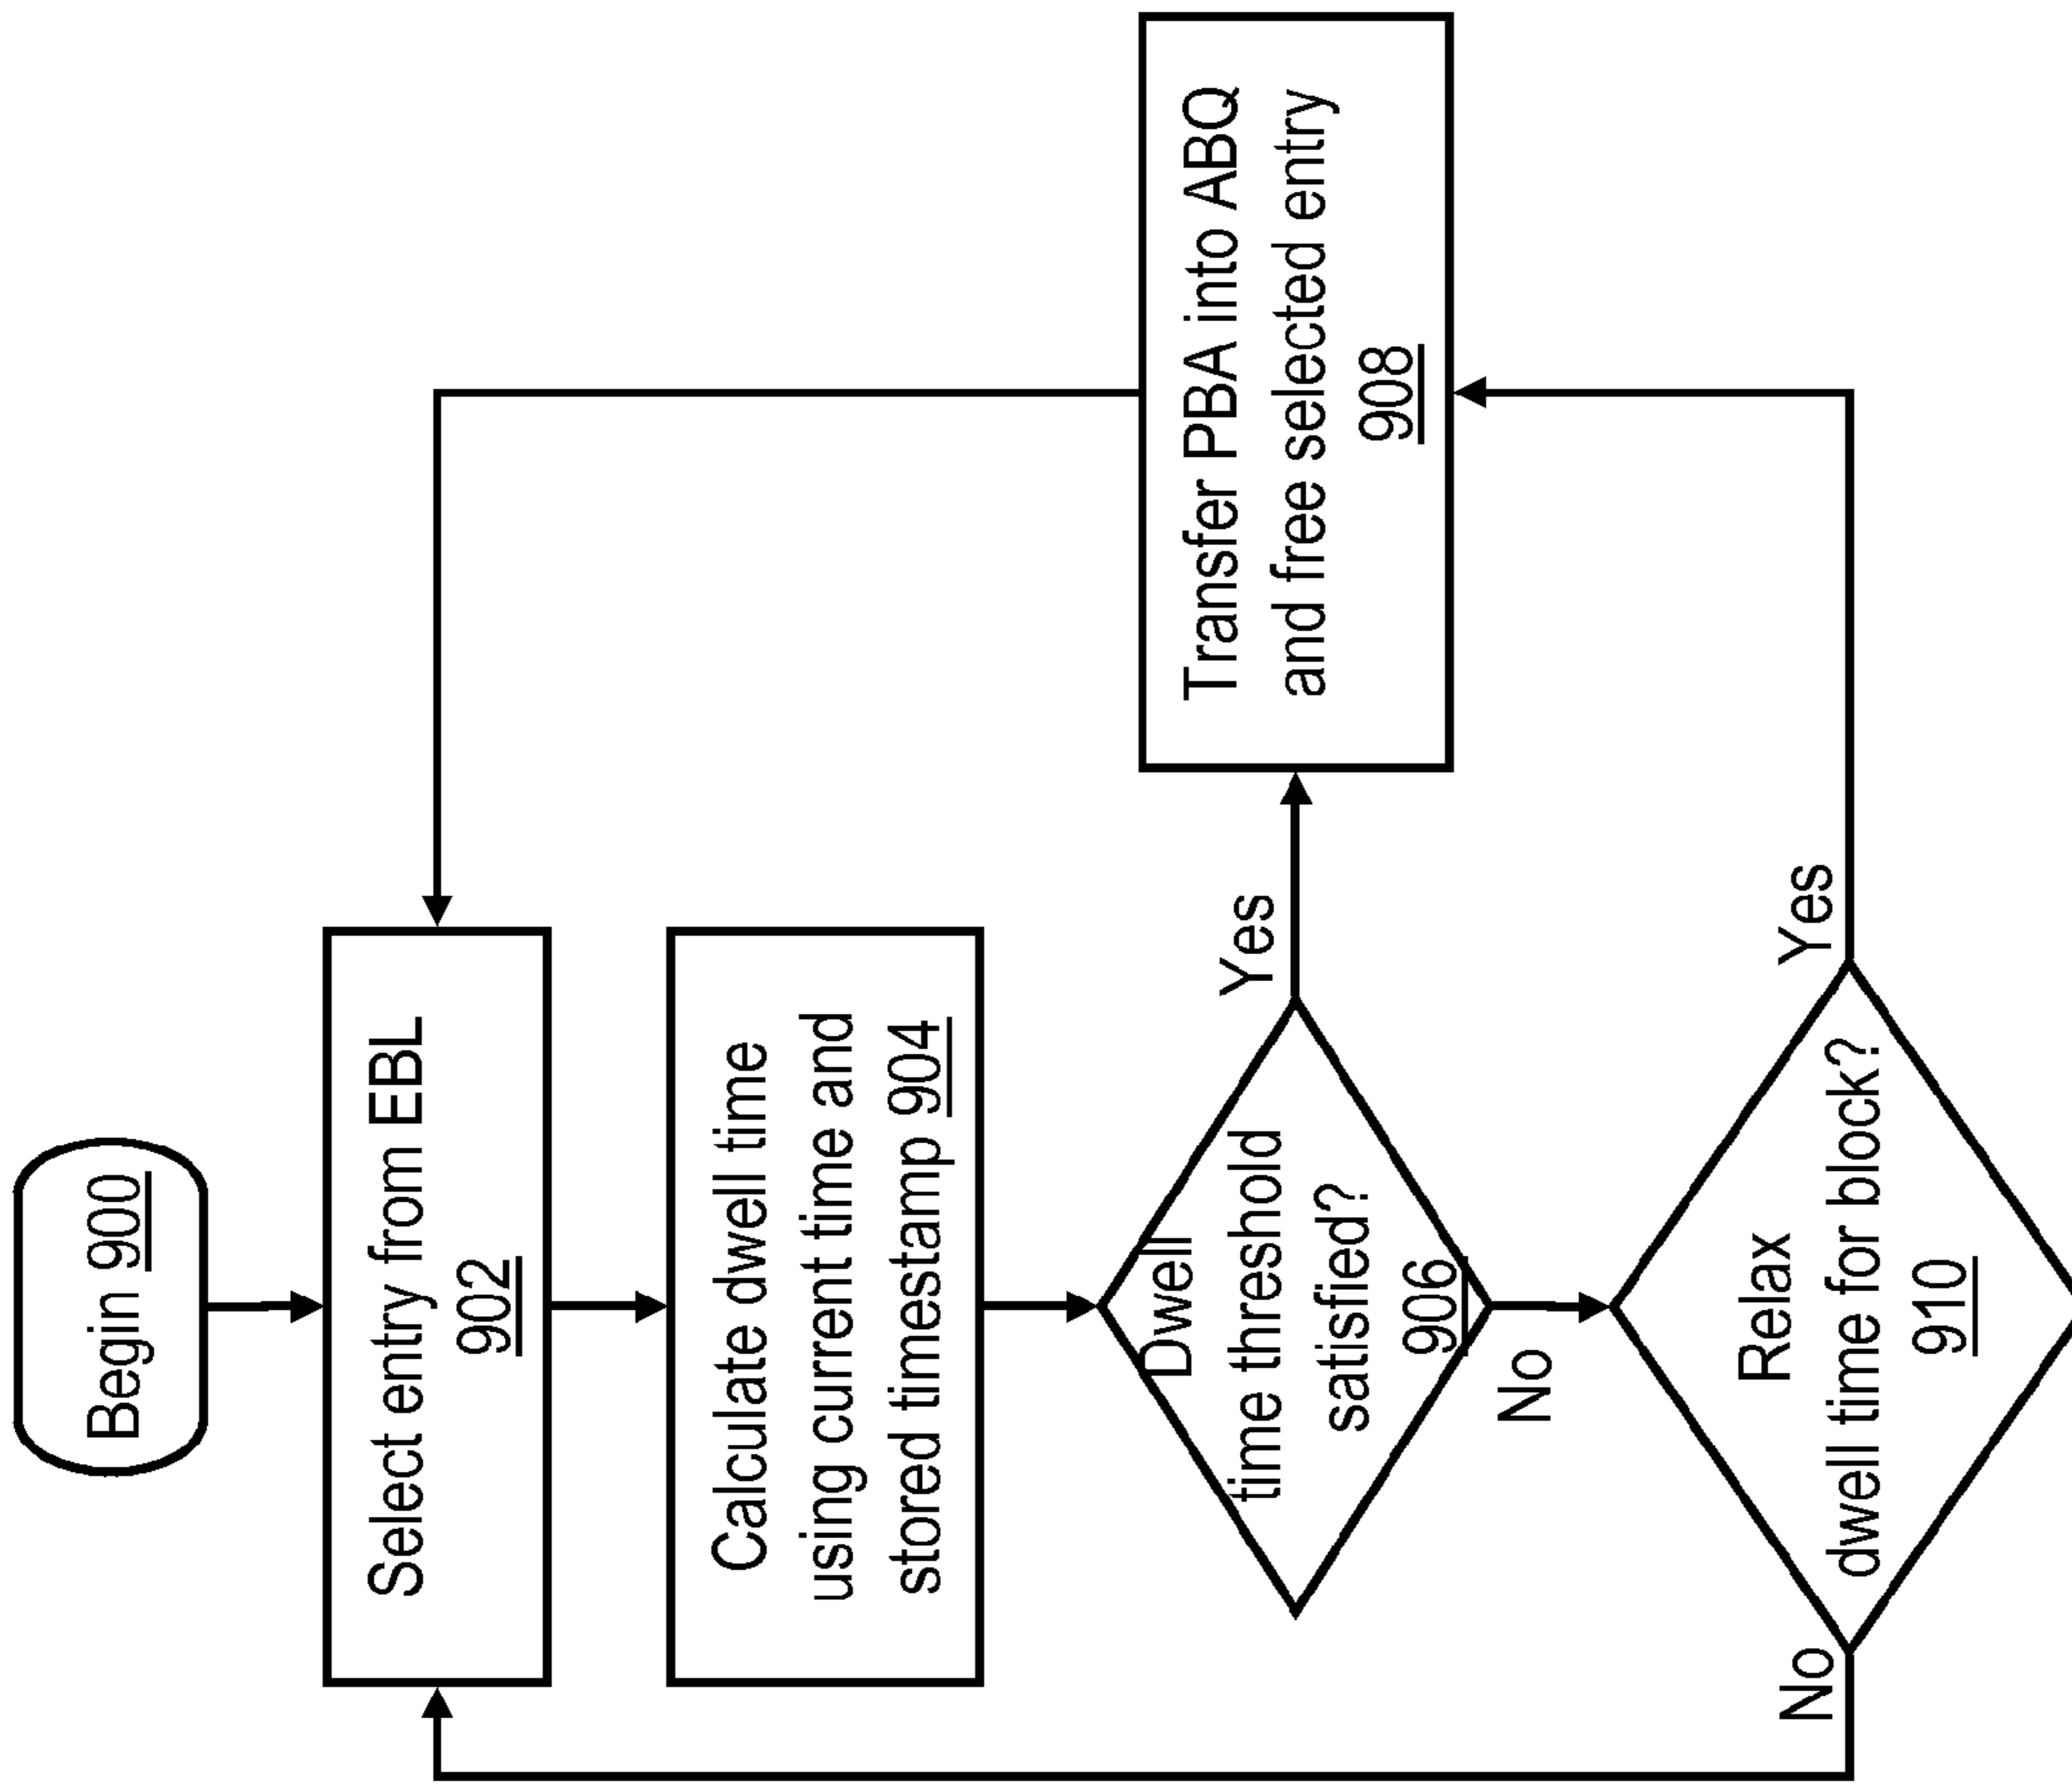 Begin 900
Select entry from EBL
902
Calculate dwell time
using current time and
stored timestamp 904
Dwell
time threshold
satisfied?
906
Yes
No
Transfer PBA into ABQ
and free selected entry
908
Relax
dwell time for block?
910
Yes
No